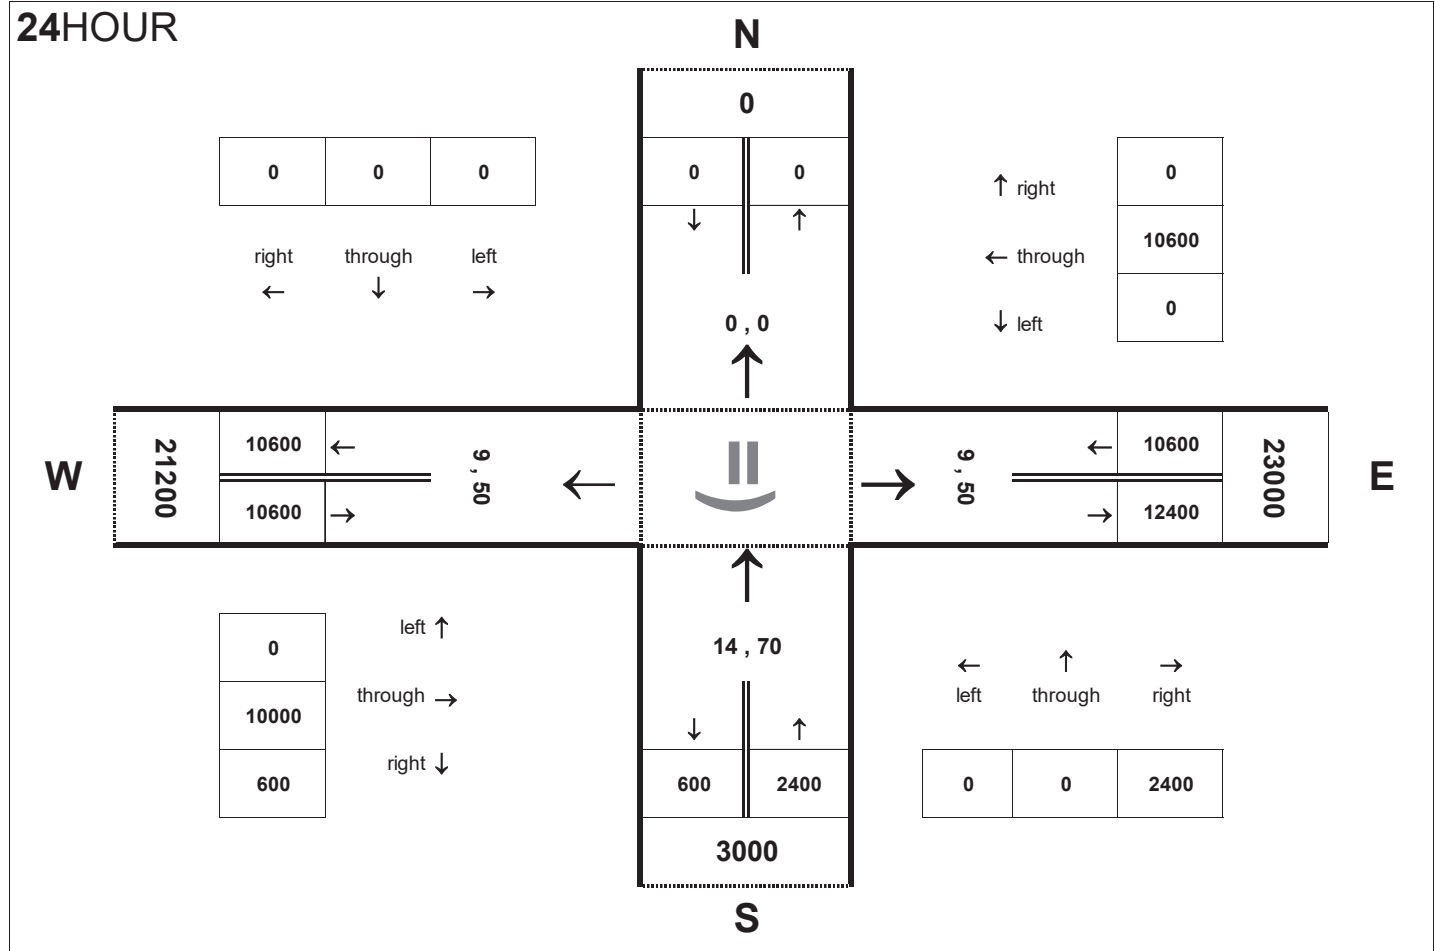 24HOUR
N
0
0 0 0
0 0
↓ ↑
right through left
← ↓ →
↑ right
← through
↓ left
0
10600
0
0 , 0
W
21200
10600 ←
10600 →
9 , 50
9 , 50
← 10600
→ 12400
23000
E
0
10000
600
left ↑
through →
right ↓
14 , 70
↓ ↑
600 2400
3000
← ↑ →
left through right
0 0 2400
S